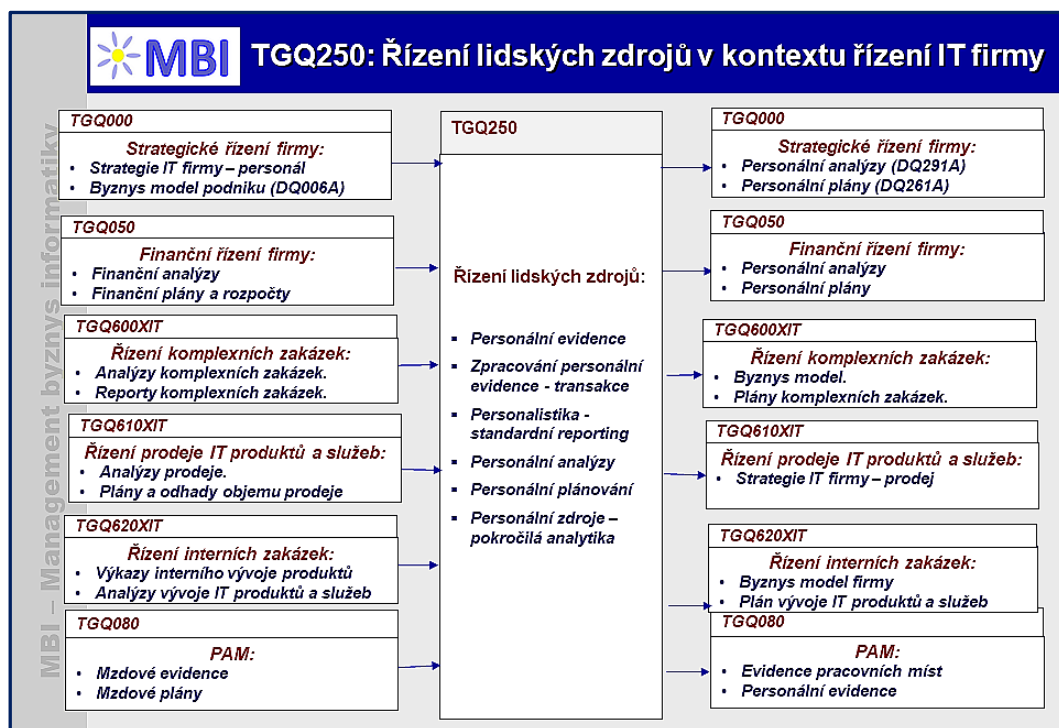 MBI
TGQ250: Řízení lidských zdrojů v kontextu řízení IT firmy
MBI – Management byznys informatiky
TGQ000
Strategické řízení firmy:
• Strategie IT firmy – personál
• Byznys model podniku (DQ006A)
TGQ050
Finanční řízení firmy:
• Finanční analýzy
• Finanční plány a rozpočty
TGQ600XIT
Řízení komplexních zakázek:
• Analýzy komplexních zakázek.
• Reporty komplexních zakázek.
TGQ610XIT
Řízení prodeje IT produktů a služeb:
• Analýzy prodeje.
• Plány a odhady objemu prodeje
TGQ620XIT
Řízení interních zakázek:
• Výkazy interního vývoje produktů
• Analýzy vývoje IT produktů a služeb
TGQ080
PAM:
• Mzdové evidence
• Mzdové plány
TGQ250
Řízení lidských zdrojů:
▪ Personální evidence
▪ Zpracování personální
evidence - transakce
▪ Personalistika -
standardní reporting
▪ Personální analýzy
▪ Personální plánování
▪ Personální zdroje –
pokročilá analytika
TGQ000
Strategické řízení firmy:
• Personální analýzy (DQ291A)
• Personální plány (DQ261A)
TGQ050
Finanční řízení firmy:
• Personální analýzy
• Personální plány
TGQ600XIT
Řízení komplexních zakázek:
• Byznys model.
• Plány komplexních zakázek.
TGQ610XIT
Řízení prodeje IT produktů a služeb:
• Strategie IT firmy – prodej
TGQ620XIT
Řízení interních zakázek:
• Byznys model firmy
• Plán vývoje IT produktů a služeb
TGQ080
PAM:
• Evidence pracovních míst
• Personální evidence